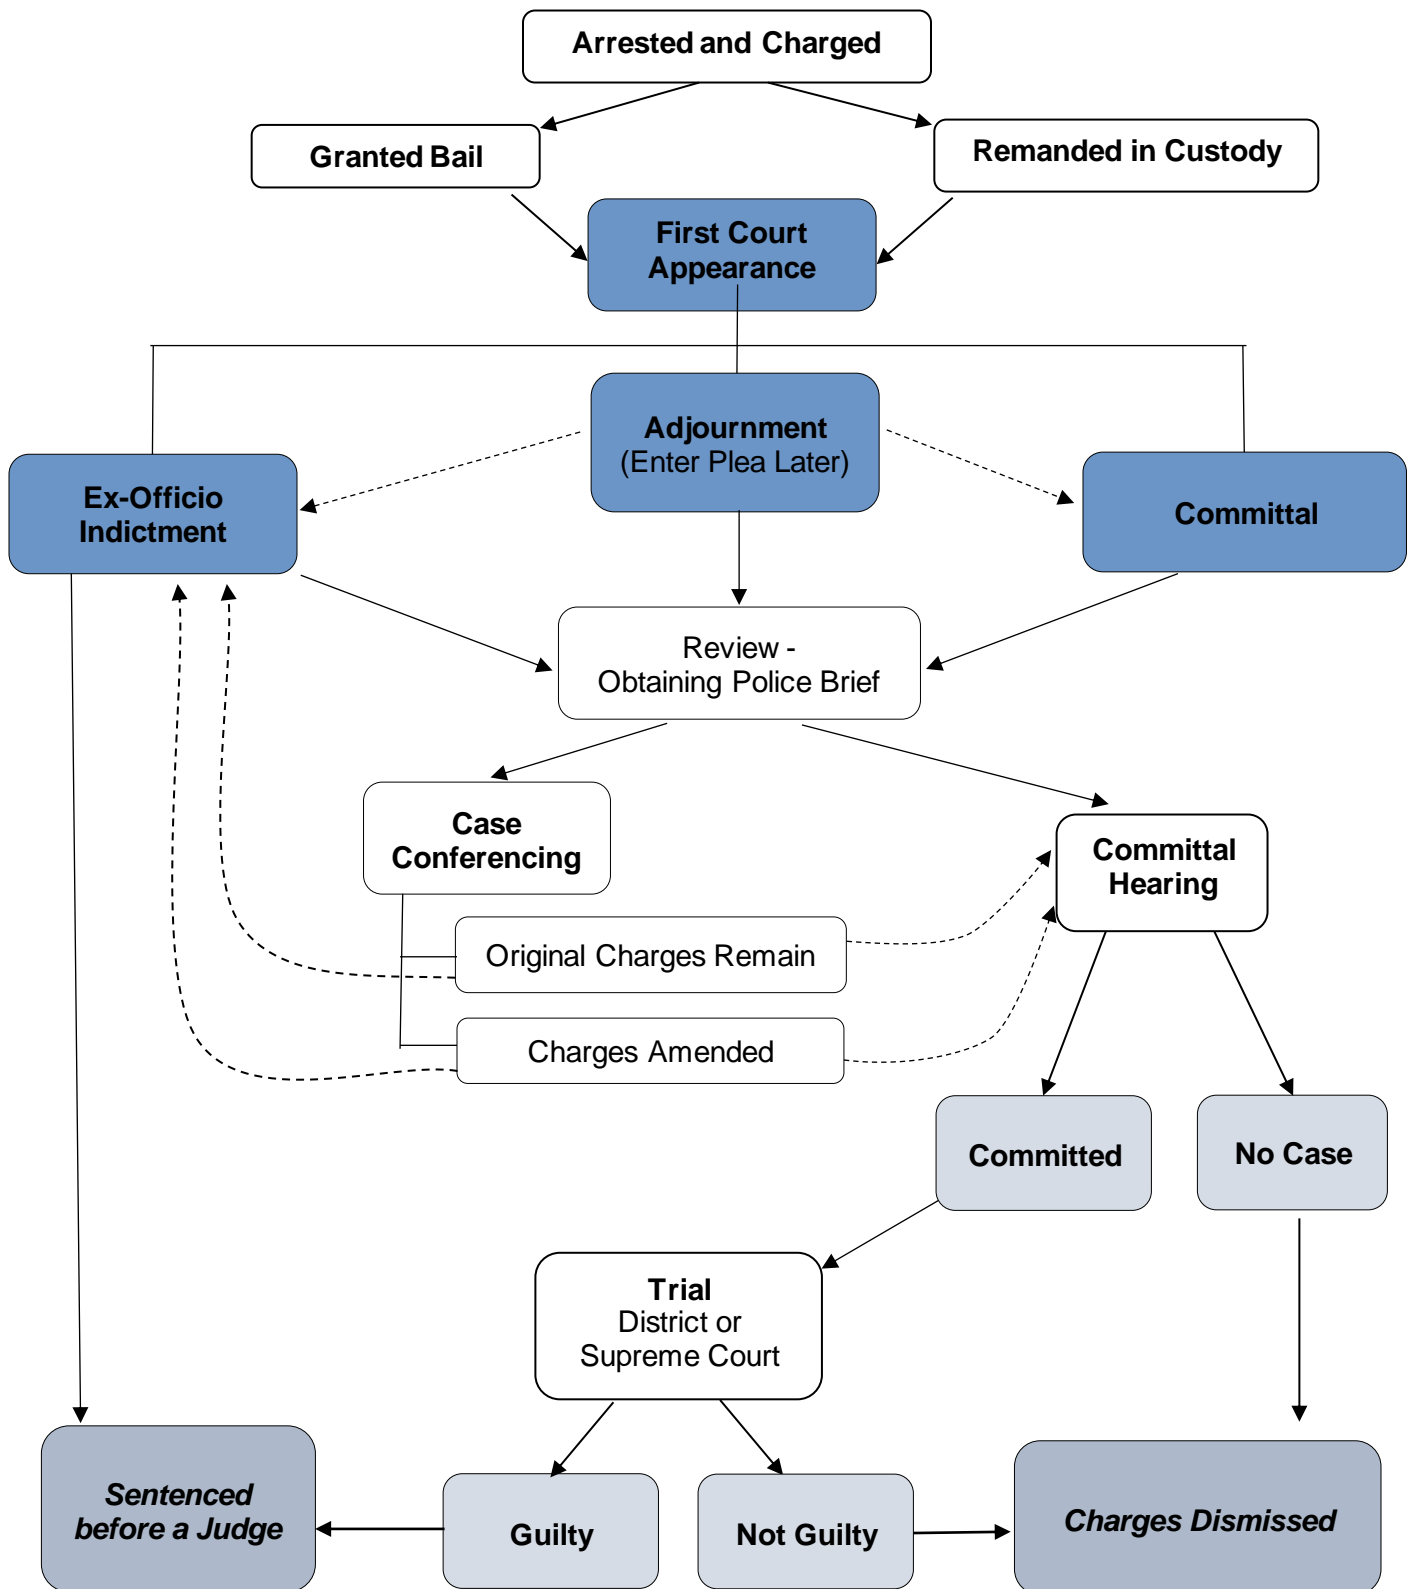 Arrested and Charged
Granted Bail
Remanded in Custody
First Court
Appearance
Adjournment
(Enter Plea Later)
Ex-Officio
Indictment
Committal
Review -
Obtaining Police Brief
Case
Conferencing
Committal
Hearing
Original Charges Remain
Charges Amended
Committed
No Case
Trial
District or
Supreme Court
Sentenced
before a Judge
Guilty
Not Guilty
Charges Dismissed